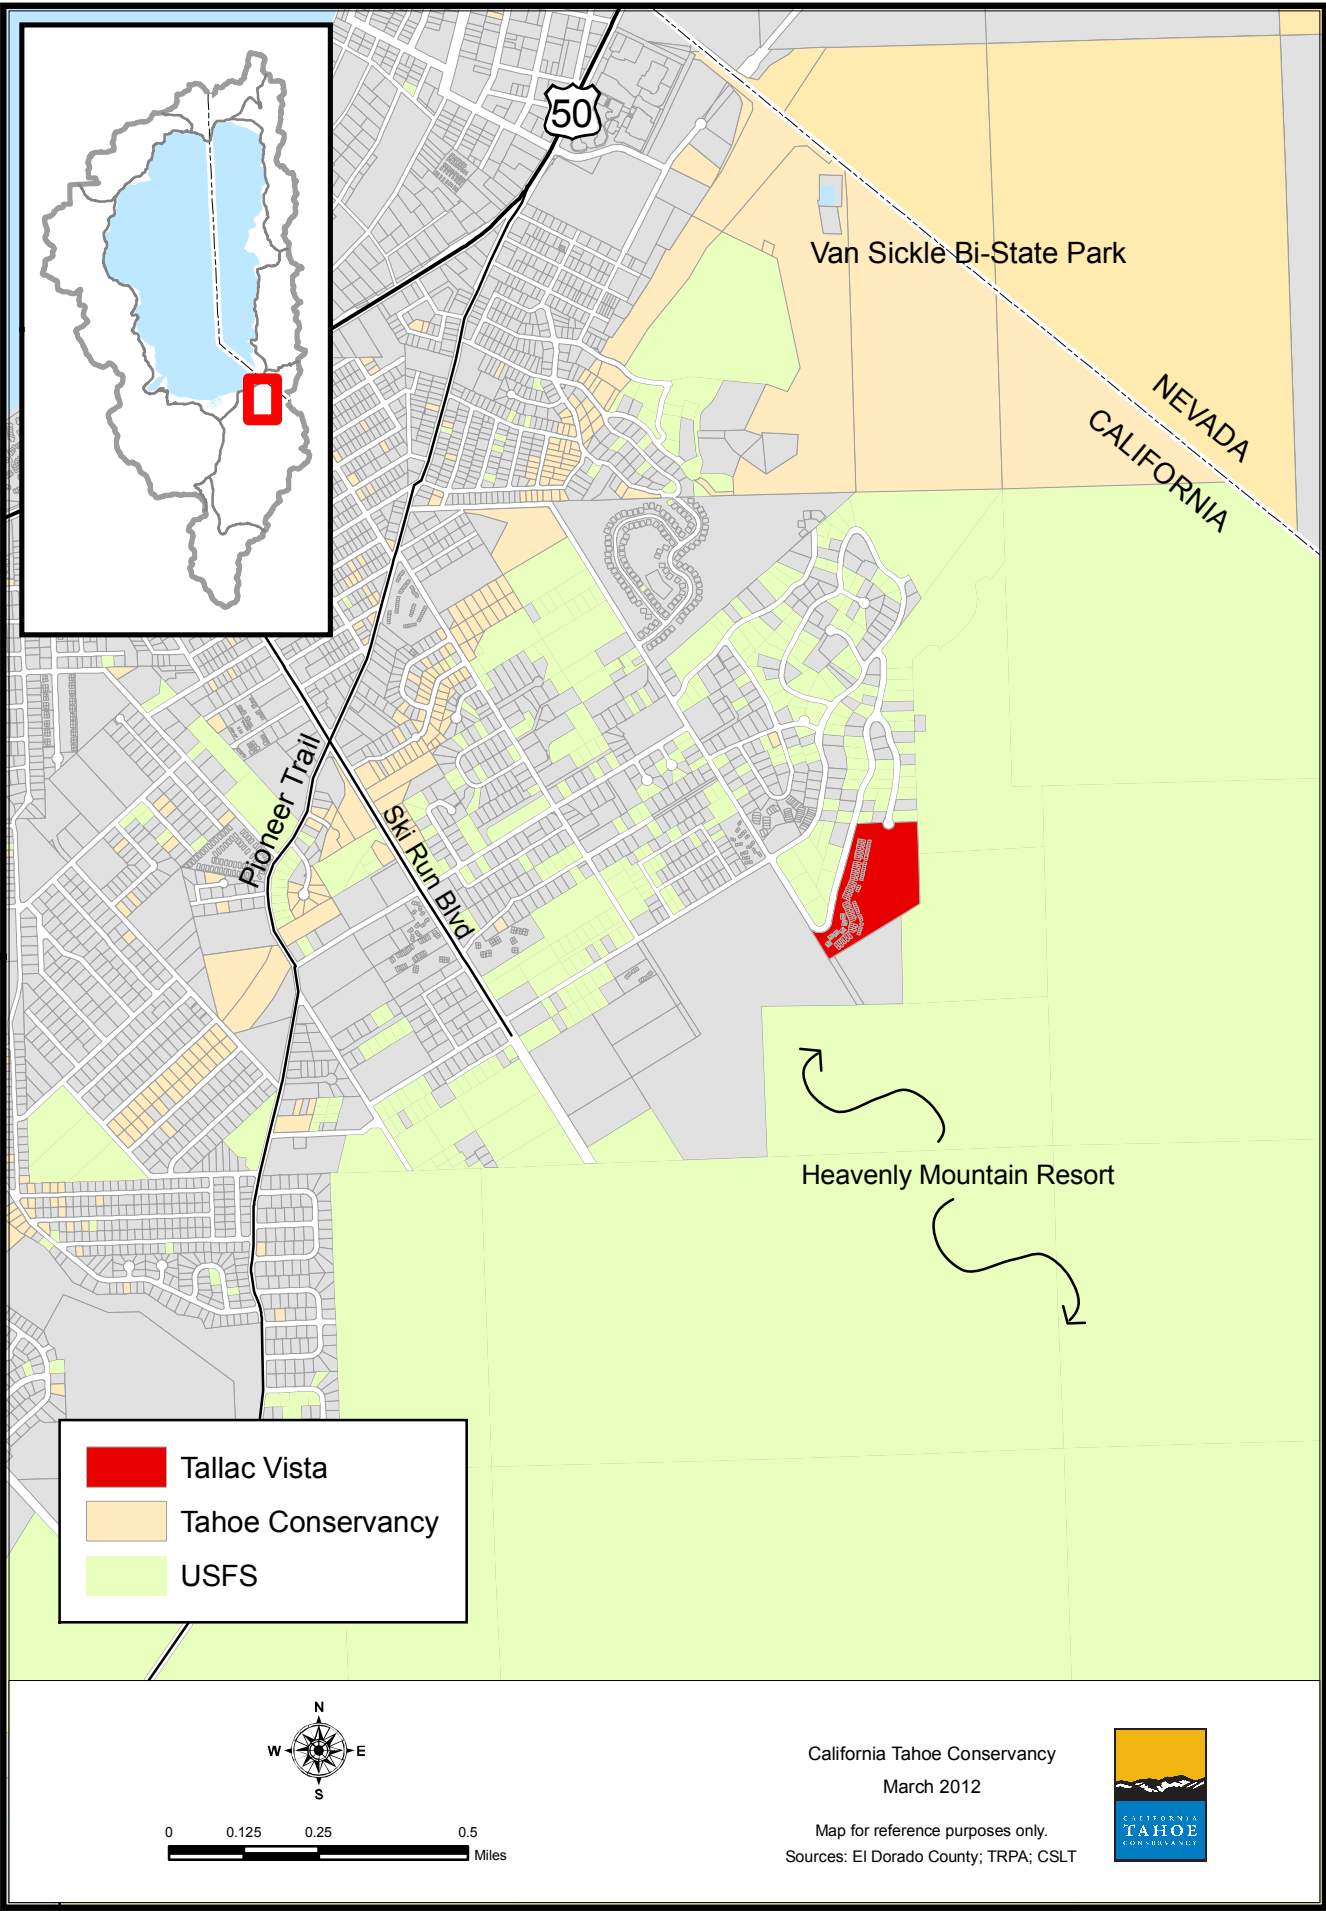 50
Van Sickle Bi-State Park
NEVADA
CALIFORNIA
Pioneer Trail
Ski Run Blvd
Heavenly Mountain Resort
Tallac Vista
Tahoe Conservancy
USFS
N
W E
S
0 0.125 0.25 0.5
Miles
California Tahoe Conservancy
March 2012
Map for reference purposes only.
Sources: El Dorado County; TRPA; CSLT
CALIFORNIA
TAHOE
CONSERVANCY